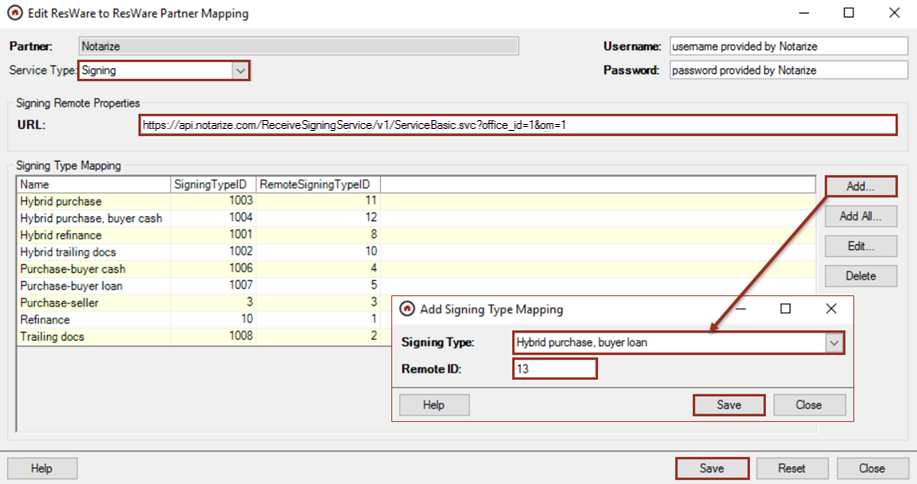 Edit ResWare to ResWare Partner Mapping
Partner: Notarize Username: username provided by Notarize
Service Type: Signing Password: password provided by Notarize
Signing Remote Properties
URL: https://api.notarize.com/ReceiveSigningService/v1/ServiceBasic.svc?office_id=1&om=1
Signing Type Mapping
Name SigningTypeID RemoteSigningTypeID
Hybrid purchase 1003 11
Hybrid purchase, buyer cash 1004 12
Hybrid refinance 1001 8
Hybrid trailing docs 1002 10
Purchase-buyer cash 1006 4
Purchase-buyer loan 1007 5
Purchase-seller 3 3
Refinance 10 1
Trailing docs 1008 2
Add...
Add All...
Edit...
Delete
Add Signing Type Mapping
Signing Type: Hybrid purchase, buyer loan
Remote ID: 13
Help Save Close
Help Save Reset Close